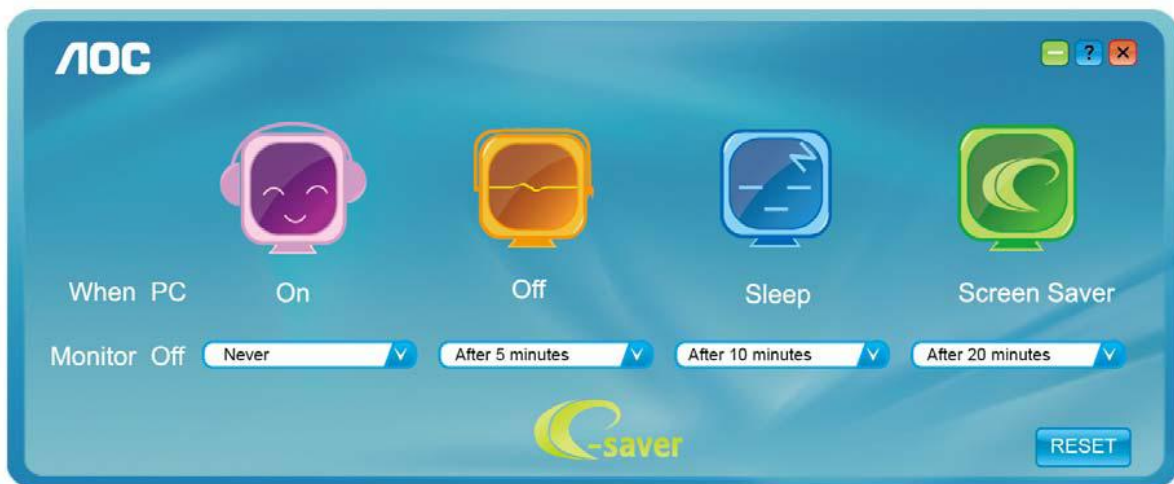 AOC
?
When PC On Off Sleep Screen Saver
Monitor Off Never After 5 minutes After 10 minutes After 20 minutes
e-saver
RESET